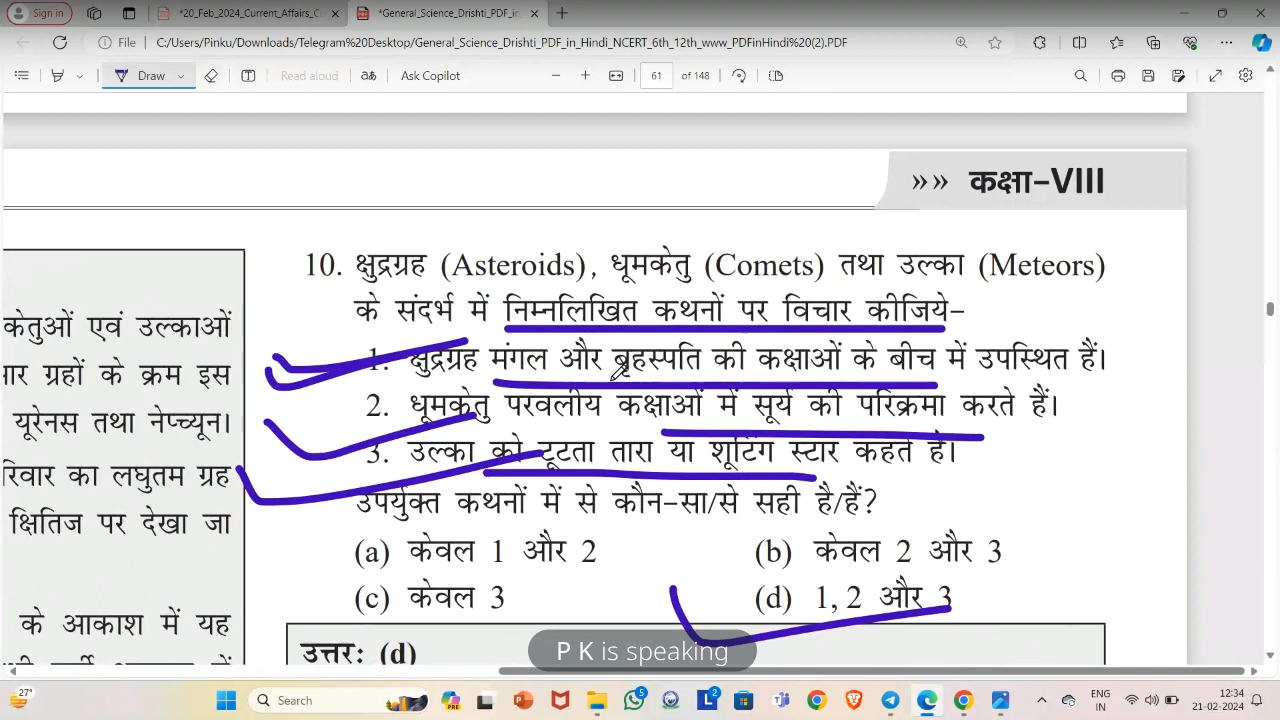 Sign in
*20_Feb_2024_Current_Affairs_C
*General_Science_Drishti_PDF_in_
File
C:/Users/Pinku/Downloads/Telegram%20Desktop/General_Science_Drishti_PDFin_Hindi_NCERT_6th_12th_www_PDFinHindi%20(2).PDF
Draw
Read aloud
Ask Copilot
61 of 148
»» कक्षा-VIII
केतुओं एवं उल्काओं
ार ग्रहों के क्रम इस
यूरेनस तथा नेप्च्यून।
रिवार का लघुतम ग्रह
क्षितिज पर देखा जा
के आकाश में यह
10. क्षुद्रग्रह (Asteroids), धूमकेतु (Comets) तथा उल्का (Meteors)
के संदर्भ में निम्नलिखित कथनों पर विचार कीजिये-
1. क्षुद्रग्रह मंगल और बृहस्पति की कक्षाओं के बीच में उपस्थित हैं।
2. धूमकेतु परवलीय कक्षाओं में सूर्य की परिक्रमा करते हैं।
3. उल्का को टूटता तारा या शूटिंग स्टार कहते हैं।
उपर्युक्त कथनों में से कौन-सा/से सही है/हैं?
(a) केवल 1 और 2 (b) केवल 2 और 3
(c) केवल 3 (d) 1, 2 और 3
उत्तरः (d)
P K is speaking
27°
Search
PRE
5
2
ENG
IN
12:34
21-02-2024